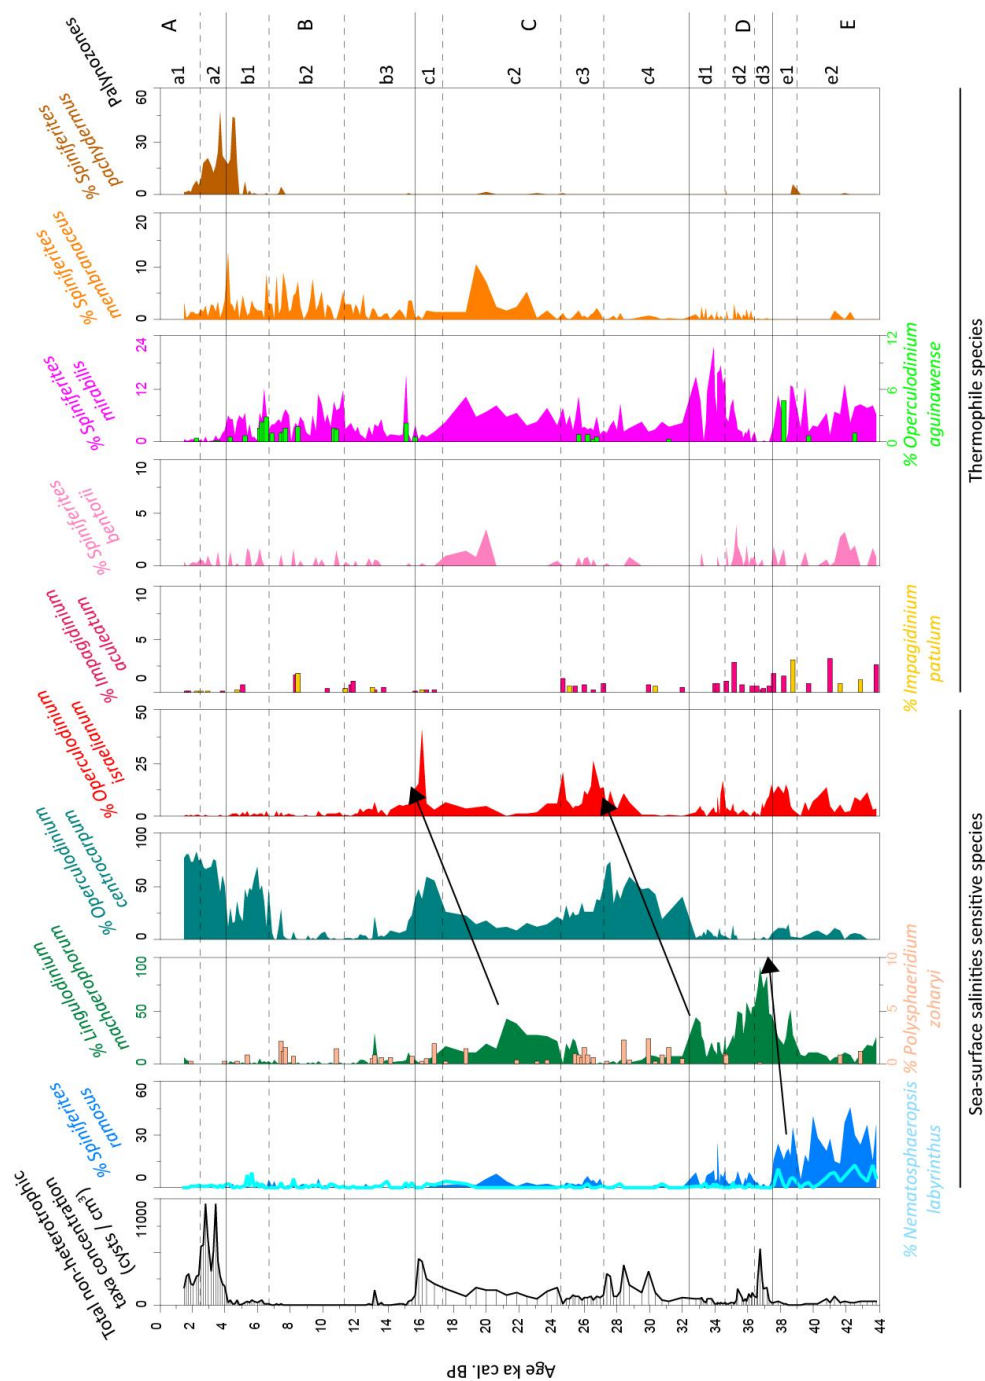 Total non-heterotrophic
taxa concentration
(cysts / cm³)
0
11000
% Spiniferites
ramosus
0
30
60
% Nematosphaeropsis
labyrinthus
% Lingulodinium
machaerophorum
0
50
100
0
5
10
% Polysphaeridium
zoharyi
% Operculodinium
centrocarpum
0
50
100
% Operculodinium
israelianum
0
25
50
% Impagidinium
aculeatum
0
5
10
% Impagidinium
patulum
% Spiniferites
bentorii
0
5
10
% Spiniferites
mirabilis
0
12
24
0
6
12
% Operculodinium
aguinawense
% Spiniferites
membranaceus
0
10
20
% Spiniferites
pachydermus
0
30
60
Palynozones
a1
a2
b1
b2
b3
c1
c2
c3
c4
d1
d2
d3
e1
e2
A
B
C
D
E
0
2
4
6
8
10
12
14
16
18
20
22
24
26
28
30
32
34
36
38
40
42
44
Age ka cal. BP
Sea-surface salinities sensitive species
Thermophile species